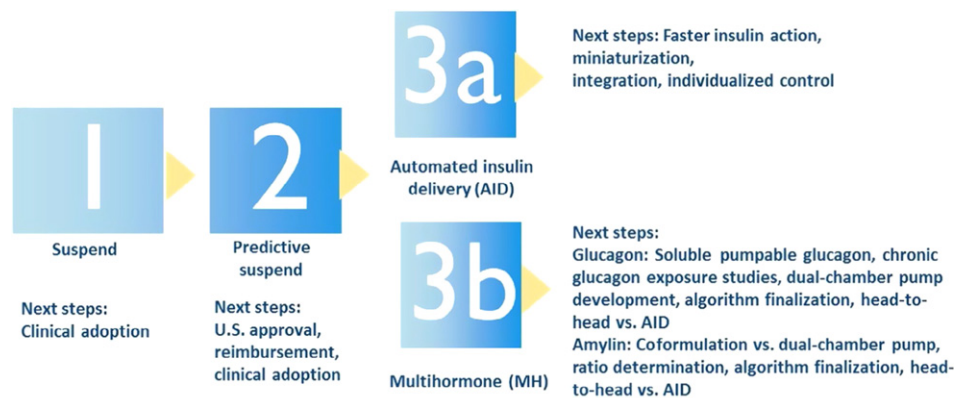 1
Suspend
Next steps:
Clinical adoption
2
Predictive
suspend
Next steps:
U.S. approval,
reimbursement,
clinical adoption
3a
Automated insulin
delivery (AID)
Next steps: Faster insulin action,
miniaturization,
integration, individualized control
3b
Multihormone (MH)
Next steps:
Glucagon: Soluble pumpable glucagon, chronic
glucagon exposure studies, dual-chamber pump
development, algorithm finalization, head-to-
head vs. AID
Amylin: Coformulation vs. dual-chamber pump,
ratio determination, algorithm finalization, head-
to-head vs. AID